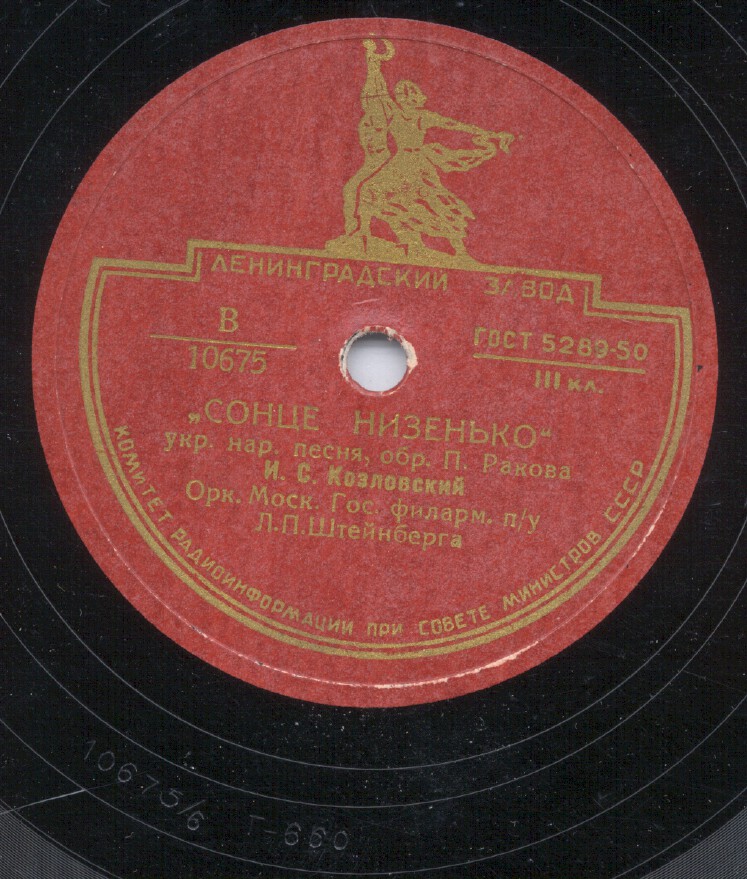 ЛЕНИНГРАДСКИЙ ЗАВОД
В
10675
ГОСТ 5289-50
III кл.
„СОНЦЕ НИЗЕНЬКО“
укр. нар. песня, обр. П. Ракова
И. С. Козловский
Орк. Моск. Гос. филарм. п/у
Л.П.Штейнберга
КОМИТЕТ РАДИОИНФОРМАЦИИ ПРИ СОВЕТЕ МИНИСТРОВ СССР
10675/6 Т-660